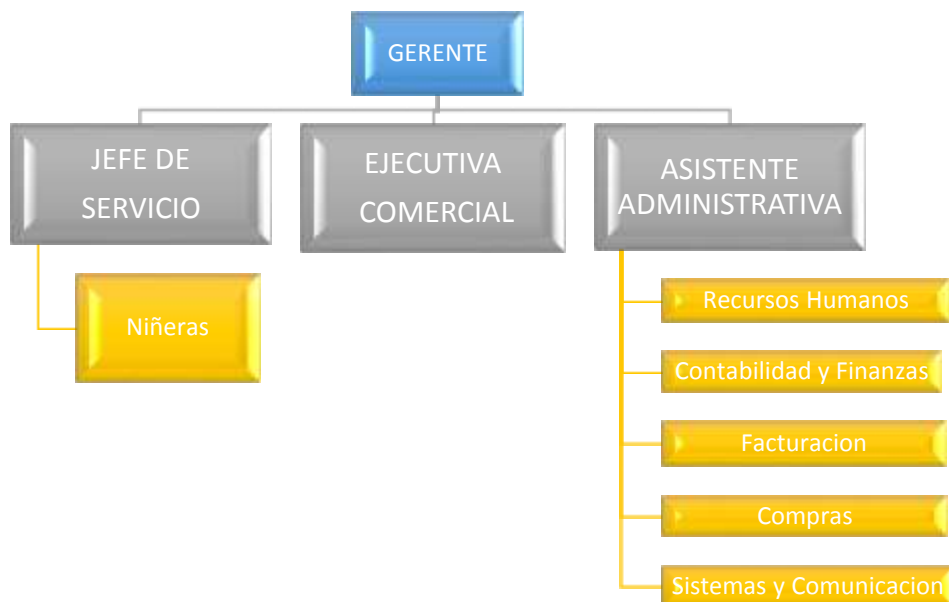 GERENTE
JEFE DE
SERVICIO
EJECUTIVA
COMERCIAL
ASISTENTE
ADMINISTRATIVA
Niñeras
Recursos Humanos
Contabilidad y Finanzas
Facturacion
Compras
Sistemas y Comunicacion